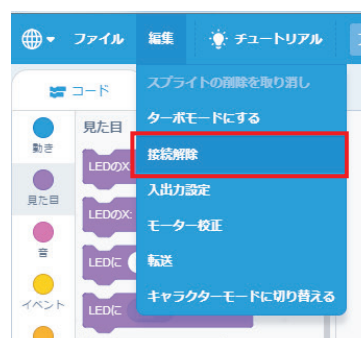 ファイル 編集 チュートリアル
コード
スプライトの削除を取り消し
ターボモードにする
接続解除
入出力設定
モーター校正
転送
キャラクターモードに切り替える
動き
見た目
音
イベント
見た目
LEDのX
LEDのX:
LEDに
LEDに